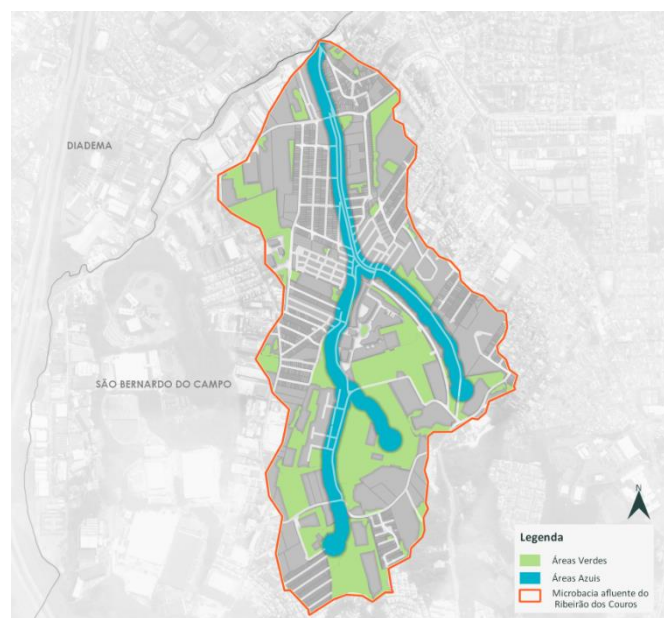 DIADEMA
SÃO BERNARDO DO CAMPO
N
Legenda
Áreas Verdes
Áreas Azuis
Microbacia afluente do
Ribeirão dos Couros